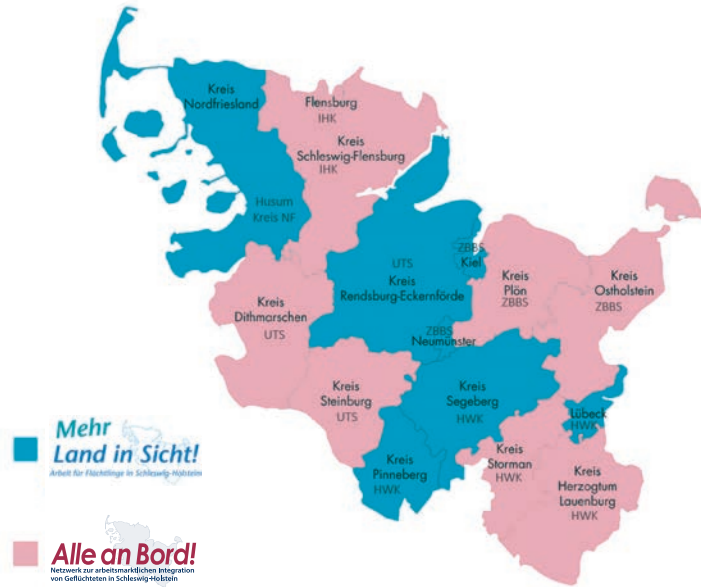 Kreis
Nordfriesland
Flensburg
IHK
Kreis
Schleswig-Flensburg
IHK
Husum
Kreis NF
ZBBS
Kiel
UTS
Kreis
Rendsburg-Eckernförde
Kreis
Plön
ZBBS
Kreis
Ostholstein
ZBBS
Kreis
Dithmarschen
UTS
ZBBS
Neumünster
Kreis
Steinburg
UTS
Kreis
Segeberg
HWK
Lübeck
HWK
Kreis
Pinneberg
HWK
Kreis
Storman
HWK
Kreis
Herzogtum
Lauenburg
HWK
Mehr
Land in Sicht!
Arbeit für Flüchtlinge in Schleswig-Holstein
Alle an Bord!
Netzwerk zur arbeitsmarktlichen Integration
von Geflüchteten in Schleswig-Holstein